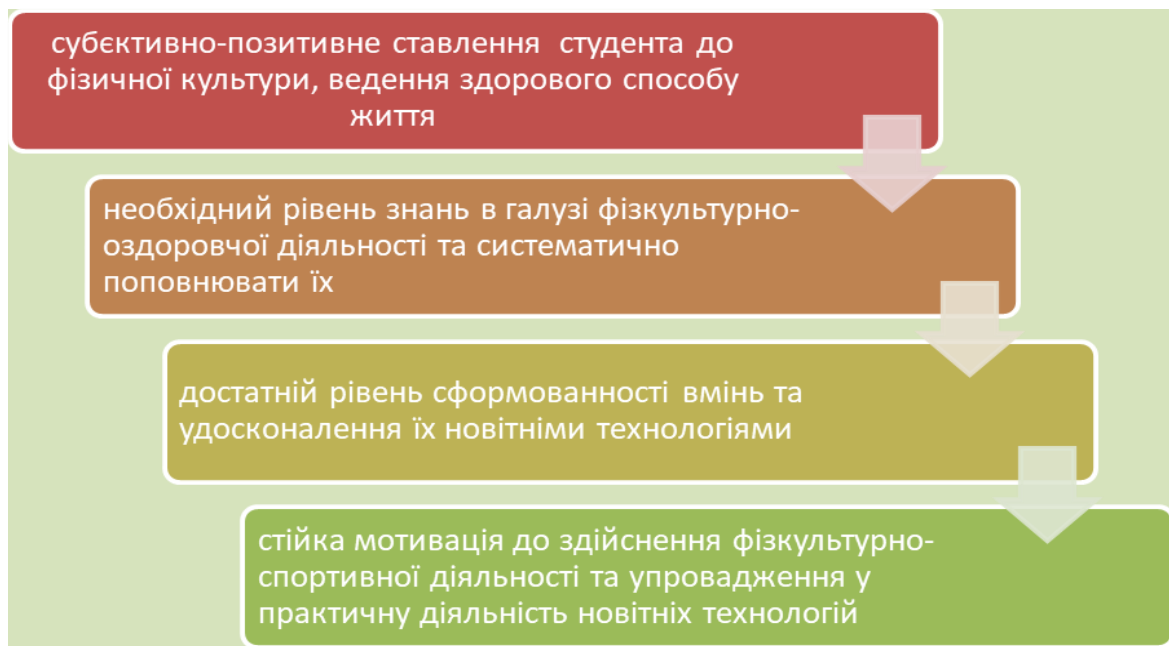 субєктивно-позитивне ставлення студента до
фізичної культури, ведення здорового способу
життя
необхідний рівень знань в галузі фізкультурно-
оздоровчої діяльності та систематично
поповнювати їх
достатній рівень сформованності вмінь та
удосконалення їх новітніми технологіями
стійка мотивація до здійснення фізкультурно-
спортивної діяльності та упровадження у
практичну діяльність новітніх технологій